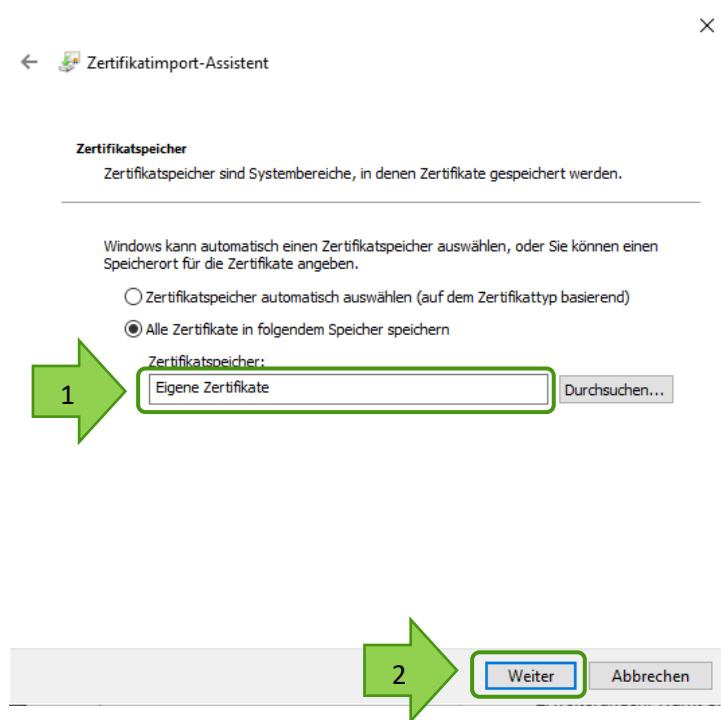 Zertifikatimport-Assistent
Zertifikatspeicher
Zertifikatspeicher sind Systembereiche, in denen Zertifikate gespeichert werden.
Windows kann automatisch einen Zertifikatspeicher auswählen, oder Sie können einen
Speicherort für die Zertifikate angeben.
Zertifikatspeicher automatisch auswählen (auf dem Zertifikattyp basierend)
Alle Zertifikate in folgendem Speicher speichern
Zertifikatspeicher:
1
Eigene Zertifikate
Durchsuchen...
2
Weiter
Abbrechen